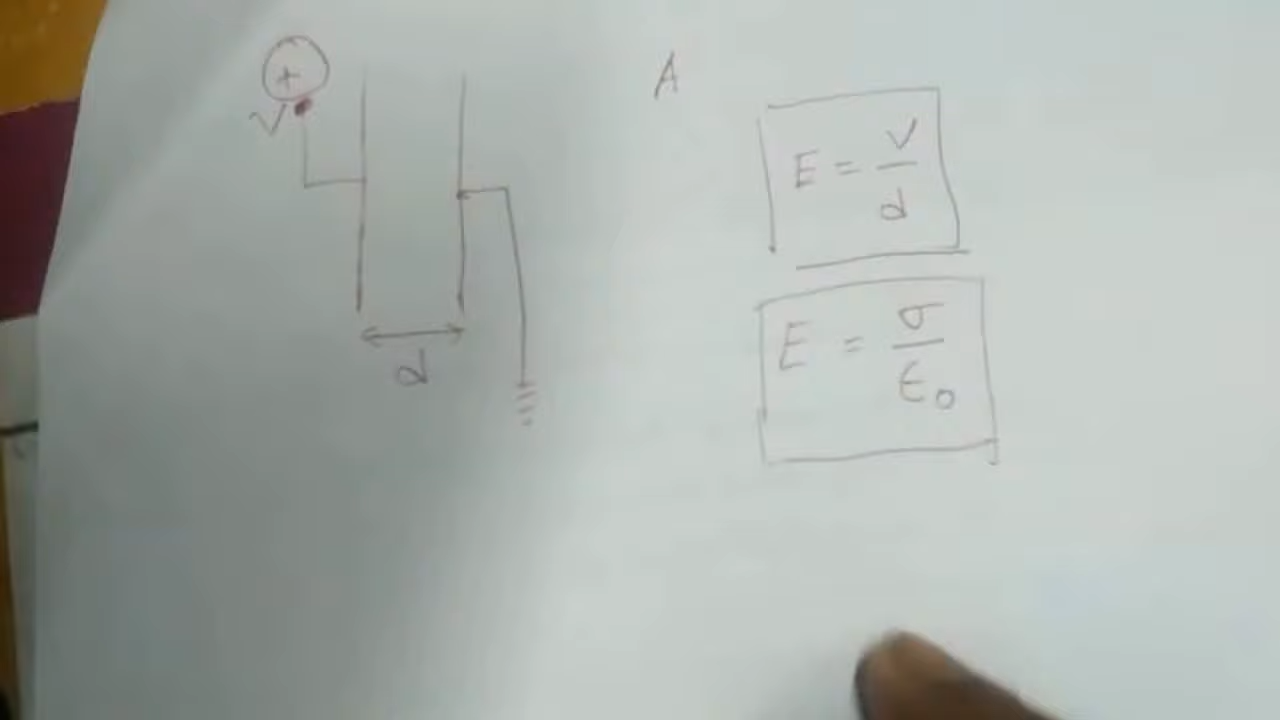 +
V
d
A
E = V/d
E = σ/ϵ₀